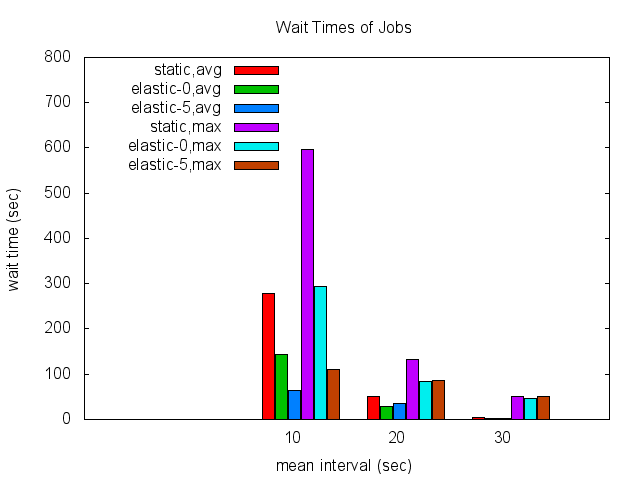 Wait Times of Jobs
800
700
600
500
400
300
200
100
0
wait time (sec)
static,avg
elastic-0,avg
elastic-5,avg
static,max
elastic-0,max
elastic-5,max
10 20 30
mean interval (sec)